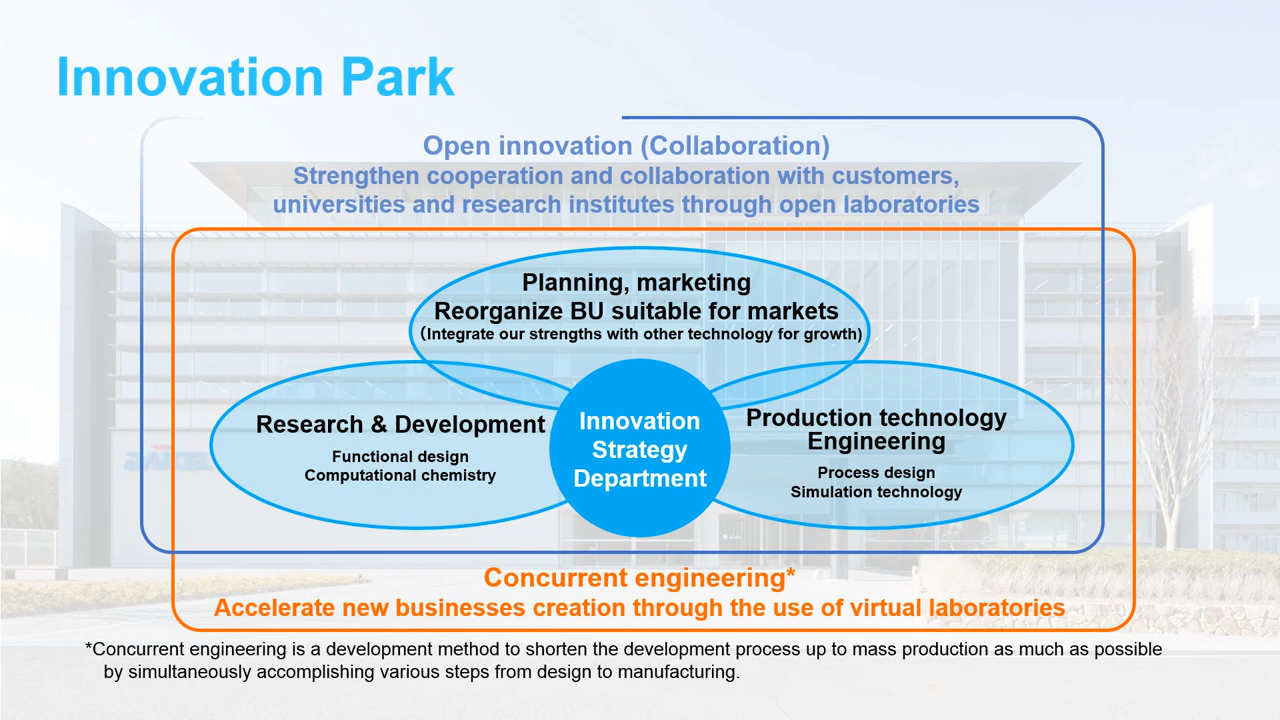 Innovation Park
Open innovation (Collaboration)
Strengthen cooperation and collaboration with customers,
universities and research institutes through open laboratories
Planning, marketing
Reorganize BU suitable for markets
(Integrate our strengths with other technology for growth)
Research & Development
Functional design
Computational chemistry
Innovation
Strategy
Department
Production technology
Engineering
Process design
Simulation technology
Concurrent engineering*
Accelerate new businesses creation through the use of virtual laboratories
*Concurrent engineering is a development method to shorten the development process up to mass production as much as possible
by simultaneously accomplishing various steps from design to manufacturing.